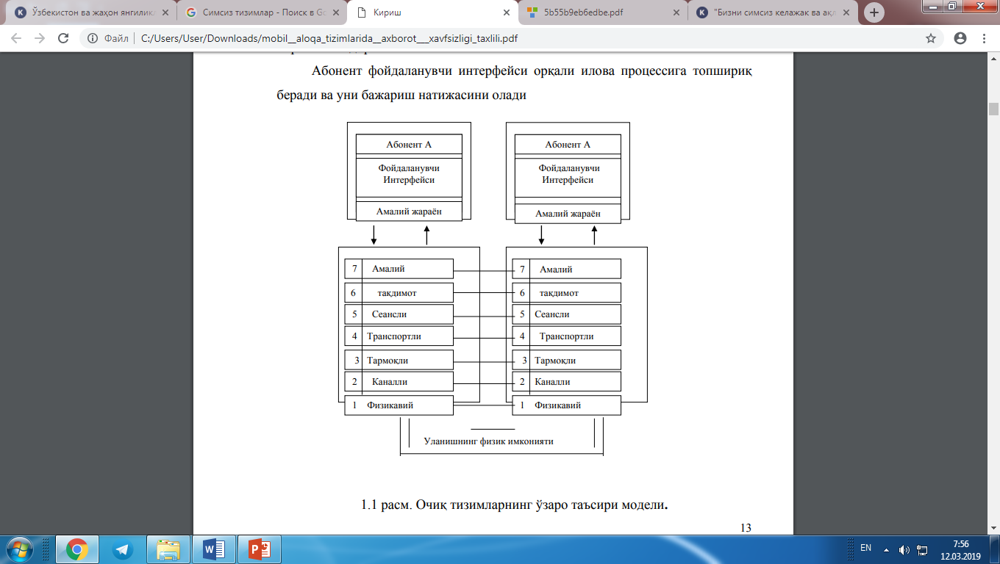 Ўзбекистон ва жаҳон янгилик
Симсиз тизимлар - Поиск в Go
Кириш
5b55b9eb6edbe.pdf
"Бизни симсиз келажак ва ақл
Файл
C:/Users/User/Downloads/mobil__aloqa_tizimlarida__axborot___xavfsizligi_taxlili.pdf
Абонент фойдаланувчи интерфейси орқали илова процессига топшириқ
беради ва уни бажариш натижасини олади
Абонент А
Абонент А
Фойдаланувчи
Интерфейси
Фойдаланувчи
Интерфейси
Амалий жараён
Амалий жараён
7 Амалий
7 Амалий
6 тақдимот
6 тақдимот
5 Сеансли
5 Сеансли
4 Транспортли
4 Транспортли
3 Тармоқли
3 Тармоқли
2 Каналли
2 Каналли
1 Физикавий
1 Физикавий
Уланишнинг физик имконияти
1.1 расм. Очиқ тизимларнинг ўзаро таъсири модели.
13
EN
7:56
12.03.2019